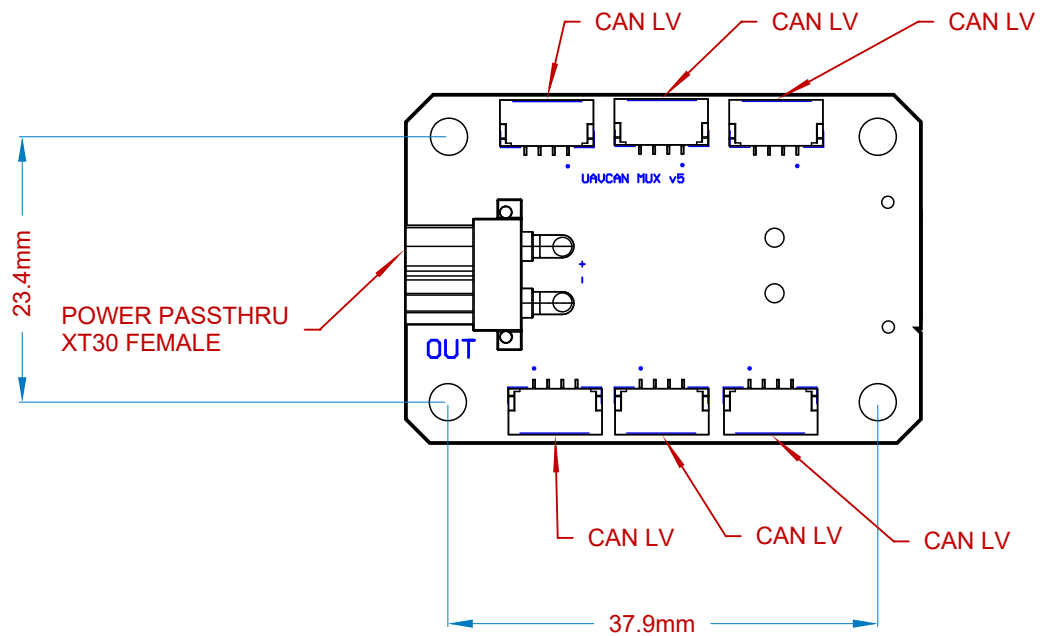 CAN LV
CAN LV
CAN LV
UAVCAN MUX v5
23.4mm
+
-
POWER PASSTHRU
XT30 FEMALE
OUT
CAN LV
CAN LV
CAN LV
37.9mm